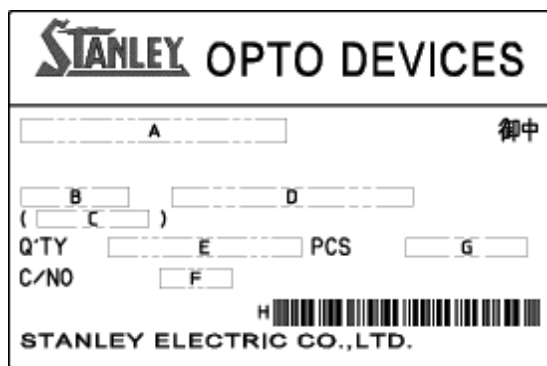 STANLEY OPTO DEVICES
A 御中
B D
( C )
Q'TY E PCS G
C/NO F
H
STANLEY ELECTRIC CO.,LTD.